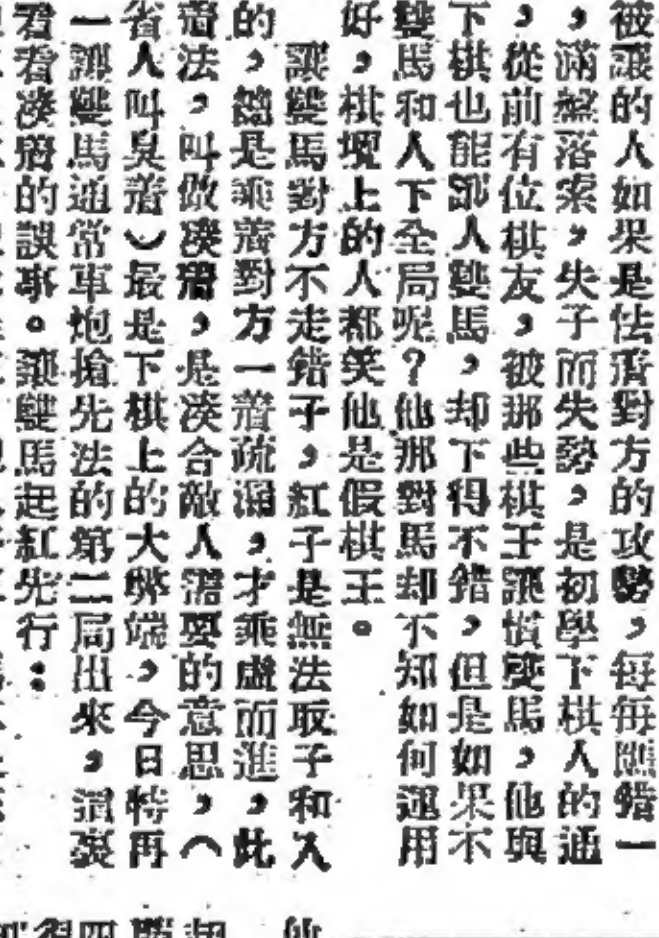 被讓的人如果是怯着對方的攻勢，每每應錯一
，滿盤落索，失子而失勢，是初學下棋人的通
，從前有位棋友，被那些棋王讓慣雙馬，他與
下棋也能讓人雙馬，却下得不錯，但是如果不
雙馬和人下全局呢？他那對馬却不知如何運用
好，棋壇上的人都笑他是假棋王。
讓雙馬對方不走錯子，紅子是無法取子和入
的，總是乘着對方一着疏漏，才乘虛而進，此
着法，叫做湊着，是湊合敵人需要的意思，（
省人叫臭着）最是下棋上的大弊端，今日特再
一讓雙馬通常車炮搶先法的第二局出來，請裏
看看湊着的誤事。讓雙馬起紅先行：